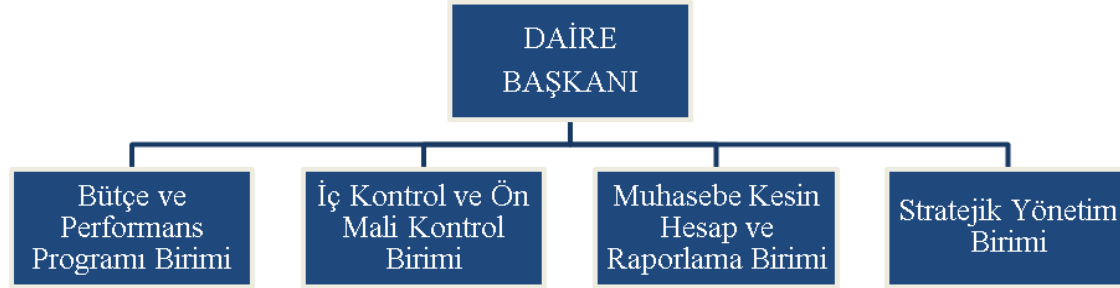 DAİRE
BAŞKANI
Bütçe ve
Performans
Programı Birimi
İç Kontrol ve Ön
Mali Kontrol
Birimi
Muhasebe Kesin
Hesap ve
Raporlama Birimi
Stratejik Yönetim
Birimi